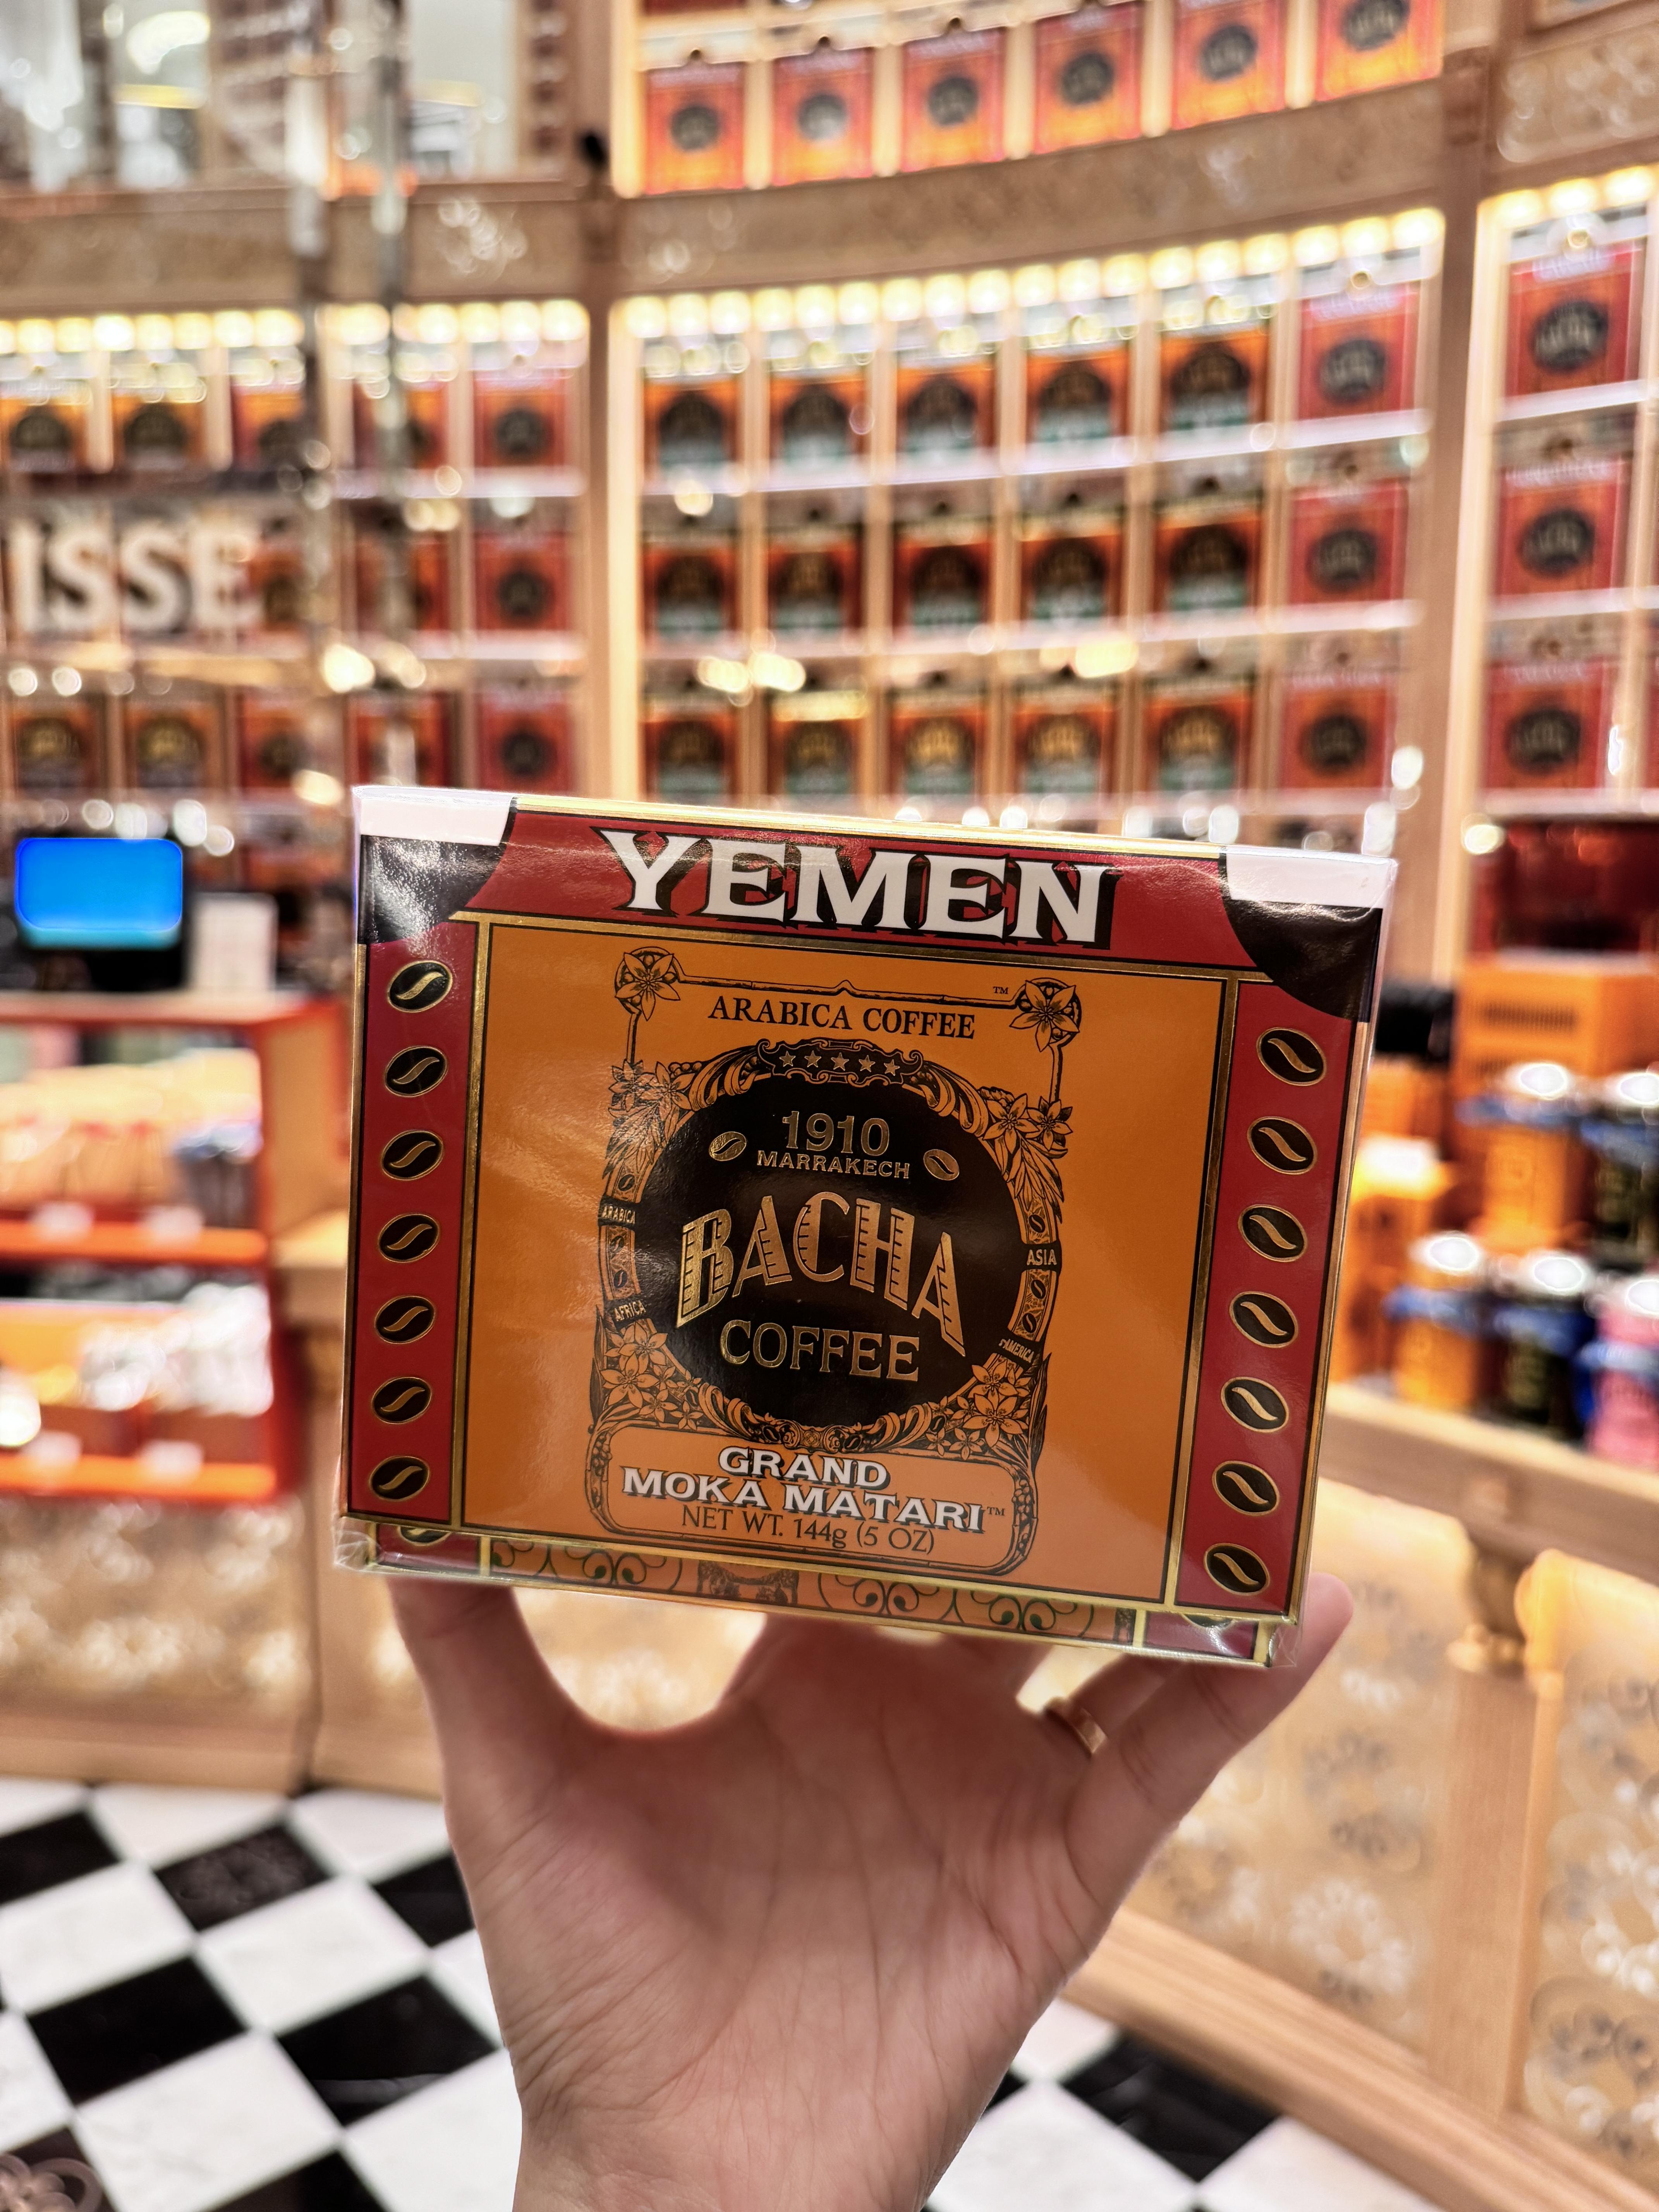 ISSE
YEMEN
ARABICA COFFEE ™
1910
MARRAKECH
BACHA
COFFEE
ARABICA
AFRICA
ASIA
GRAND
MOKA MATARI™
NET WT. 144g (5 OZ)